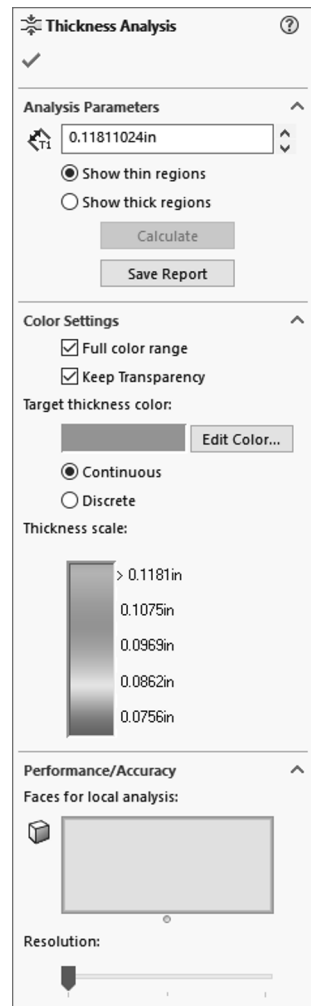 Thickness Analysis
Analysis Parameters
T1
0.11811024in
Show thin regions
Show thick regions
Calculate
Save Report
Color Settings
Full color range
Keep Transparency
Target thickness color:
Edit Color...
Continuous
Discrete
Thickness scale:
> 0.1181in
0.1075in
0.0969in
0.0862in
0.0756in
Performance/Accuracy
Faces for local analysis:
Resolution: